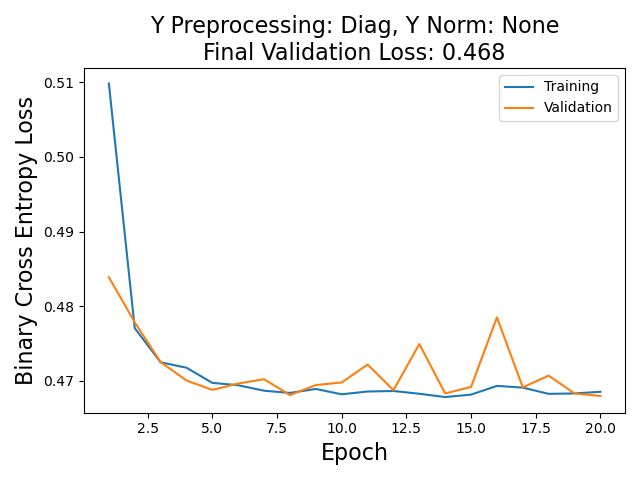 Y Preprocessing: Diag, Y Norm: None
Final Validation Loss: 0.468
Training
Validation
Binary Cross Entropy Loss
0.51
0.50
0.49
0.48
0.47
2.5 5.0 7.5 10.0 12.5 15.0 17.5 20.0
Epoch